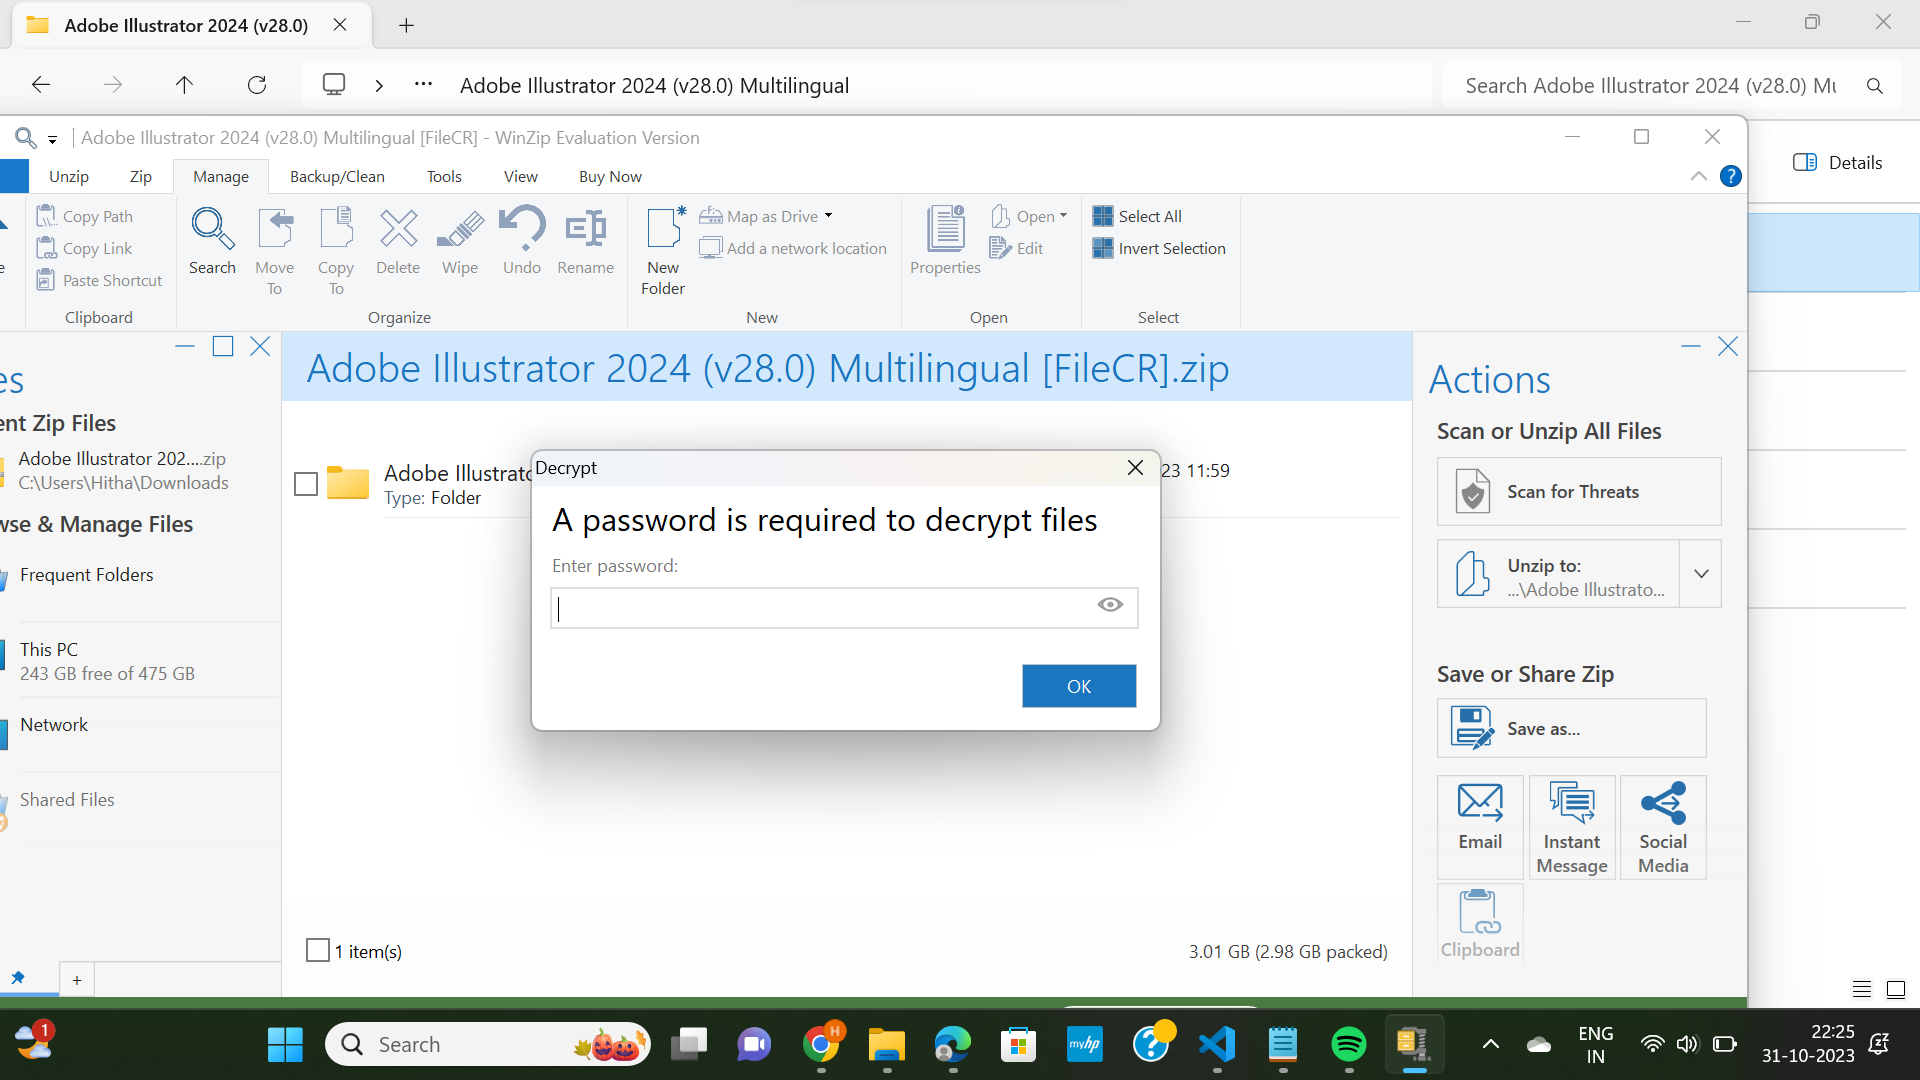 Adobe Illustrator 2024 (v28.0)
Adobe Illustrator 2024 (v28.0) Multilingual
Search Adobe Illustrator 2024 (v28.0) Mu
Adobe Illustrator 2024 (v28.0) Multilingual [FileCR] - WinZip Evaluation Version
Details
Unzip
Zip
Manage
Backup/Clean
Tools
View
Buy Now
?
Copy Path
Copy Link
Paste Shortcut
Clipboard
Search
Move
To
Copy
To
Delete
Wipe
Undo
Rename
Organize
New
Folder
Map as Drive
Add a network location
New
Properties
Open
Edit
Open
Select All
Invert Selection
Select
es
ent Zip Files
Adobe Illustrator 202....zip
C:\Users\Hitha\Downloads
wse & Manage Files
Frequent Folders
This PC
243 GB free of 475 GB
Network
Shared Files
Adobe Illustrator 2024 (v28.0) Multilingual [FileCR].zip
Adobe Illustrato
23 11:59
Type: Folder
Decrypt
A password is required to decrypt files
Enter password:
OK
1 item(s)
3.01 GB (2.98 GB packed)
Actions
Scan or Unzip All Files
Scan for Threats
Unzip to:
...\Adobe Illustrato...
Save or Share Zip
Save as...
Email
Instant
Message
Social
Media
Clipboard
1
Search
H
myhp
?
ENG
IN
22:25
31-10-2023